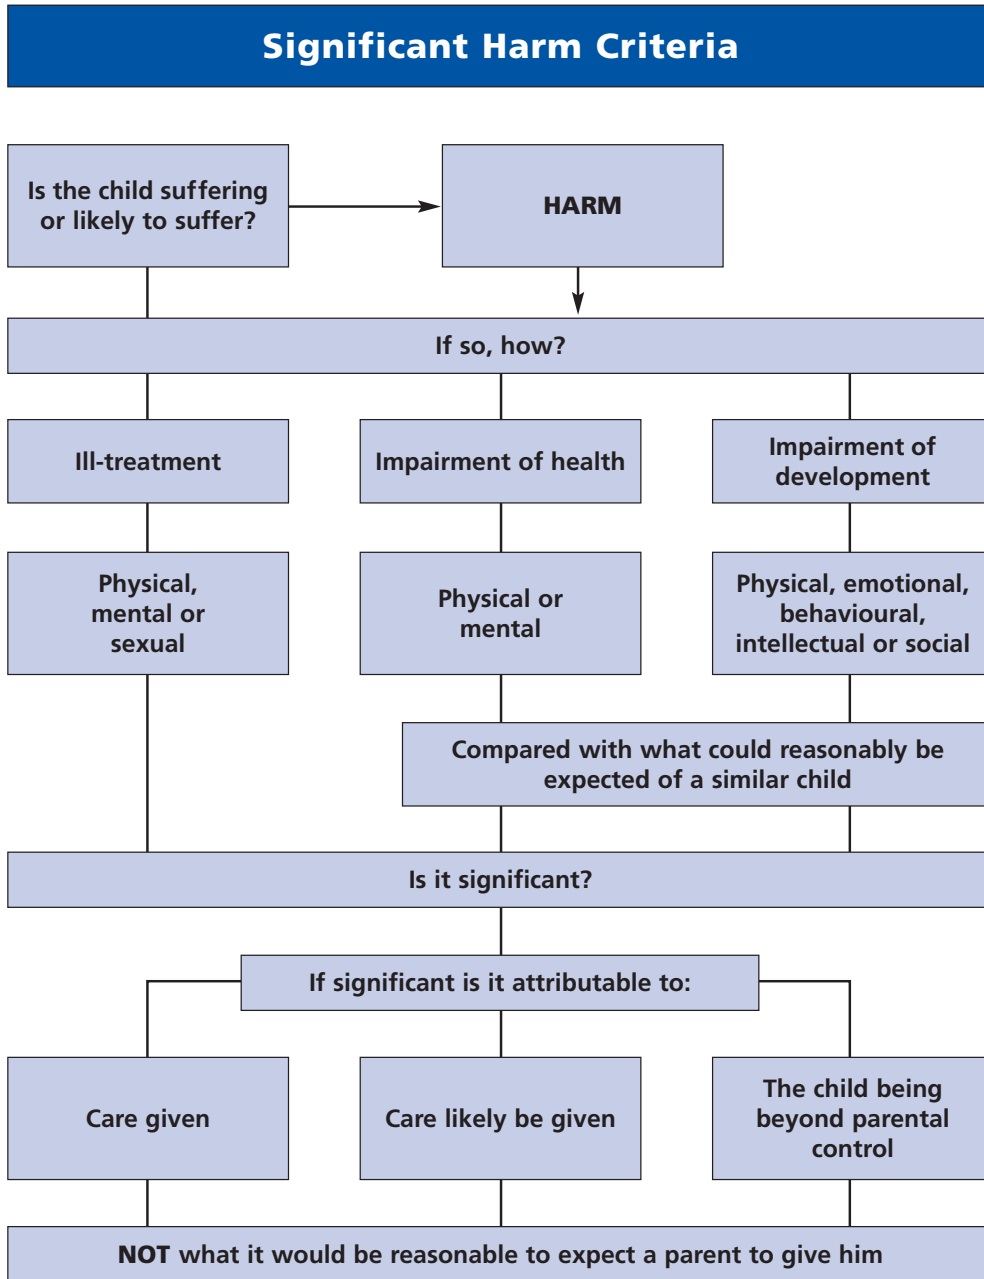 Significant Harm Criteria
Is the child suffering
or likely to suffer?
HARM
If so, how?
Ill-treatment
Impairment of health
Impairment of
development
Physical,
mental or
sexual
Physical or
mental
Physical, emotional,
behavioural,
intellectual or social
Compared with what could reasonably be
expected of a similar child
Is it significant?
If significant is it attributable to:
Care given
Care likely be given
The child being
beyond parental
control
NOT what it would be reasonable to expect a parent to give him